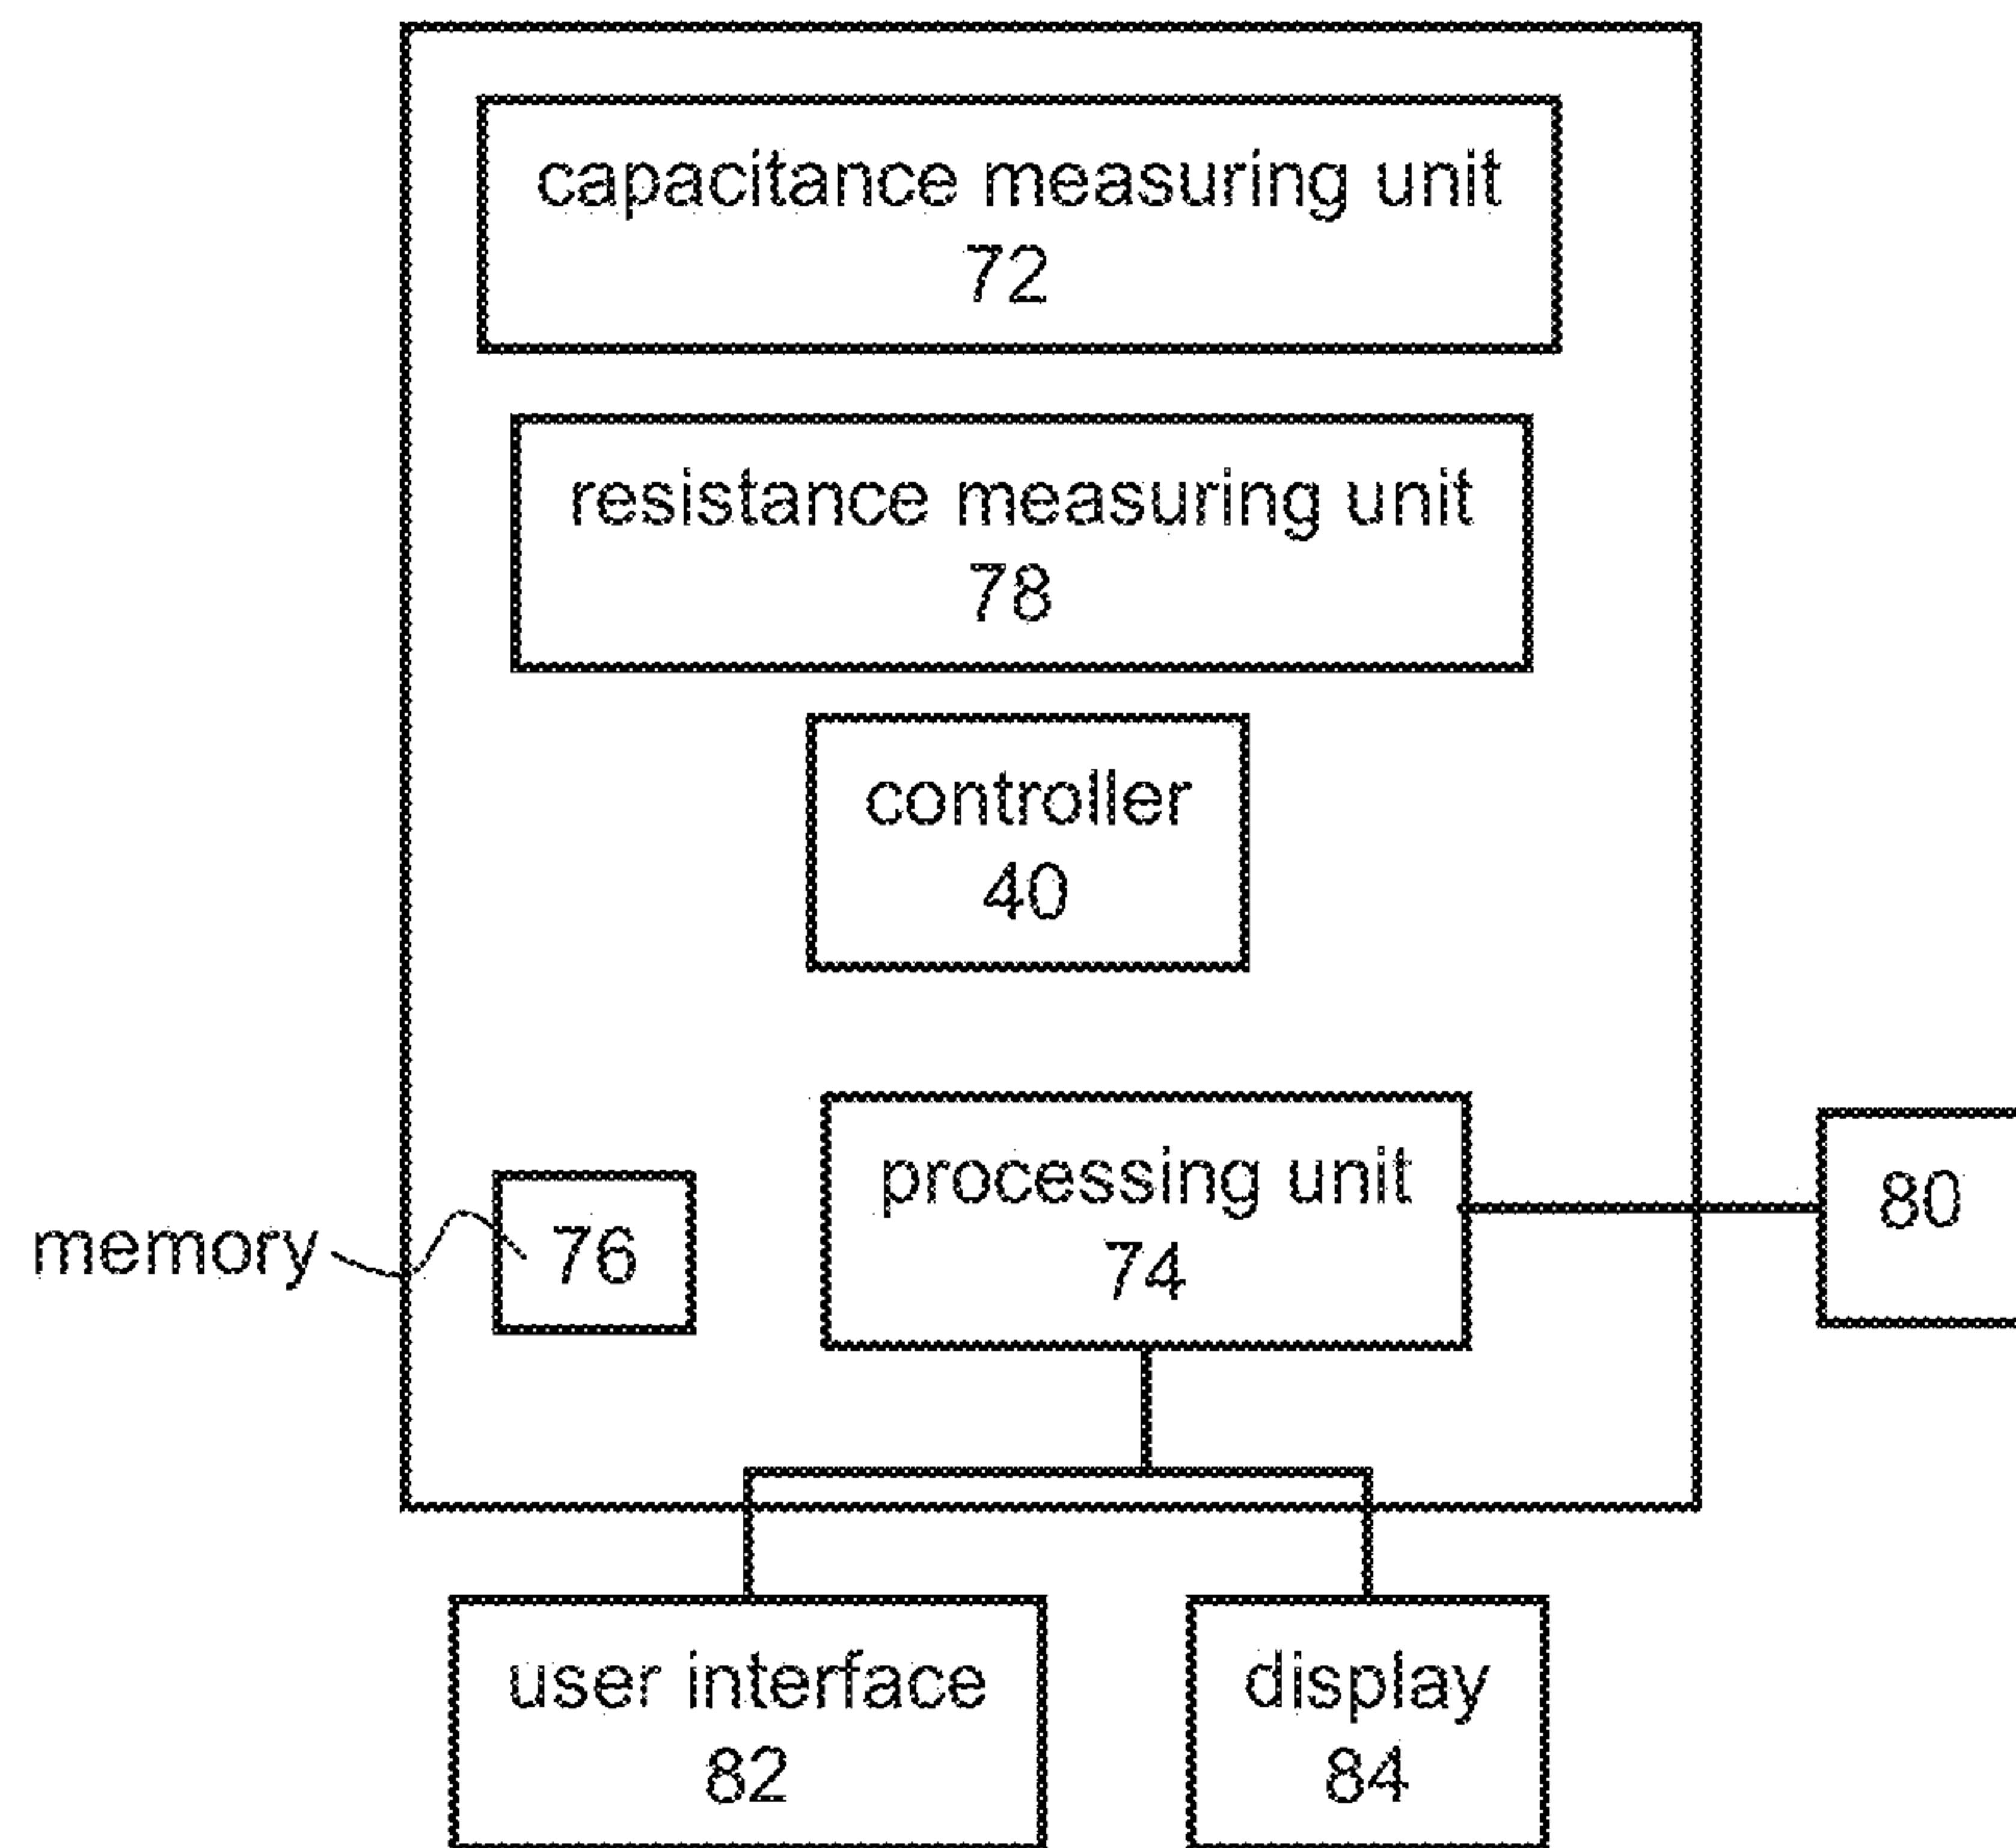 capacitance measuring unit
72
resistance measuring unit
78
controller
40
processing unit
74
80
memory
76
user interface
82
display
84